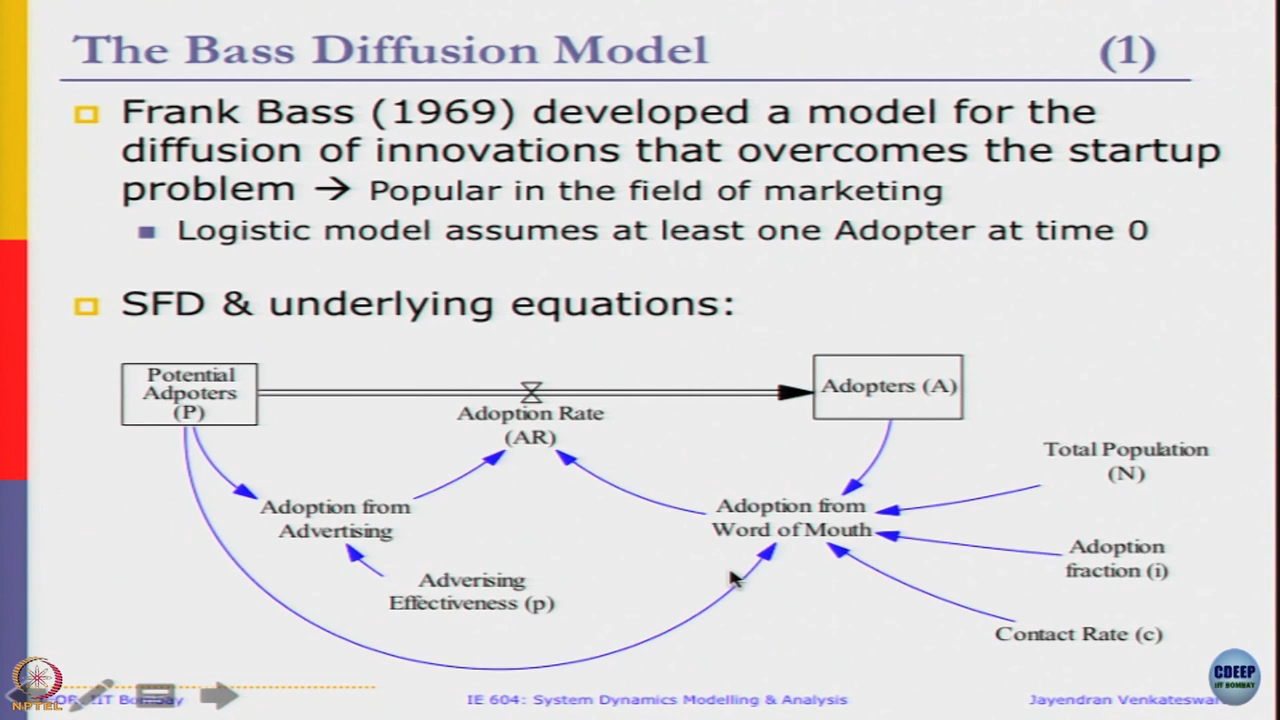 The Bass Diffusion Model (1)
Frank Bass (1969) developed a model for the
diffusion of innovations that overcomes the startup
problem → Popular in the field of marketing
Logistic model assumes at least one Adopter at time 0
SFD & underlying equations:
Potential
Adpoters
(P)
Adopters (A)
Adoption Rate
(AR)
Total Population
(N)
Adoption from
Advertising
Adoption from
Word of Mouth
Adoption
fraction (i)
Adverising
Effectiveness (p)
Contact Rate (c)
CDEEP
IIT BOMBAY
NPTEL
IIT Bombay
IE 604: System Dynamics Modelling & Analysis
Jayendran